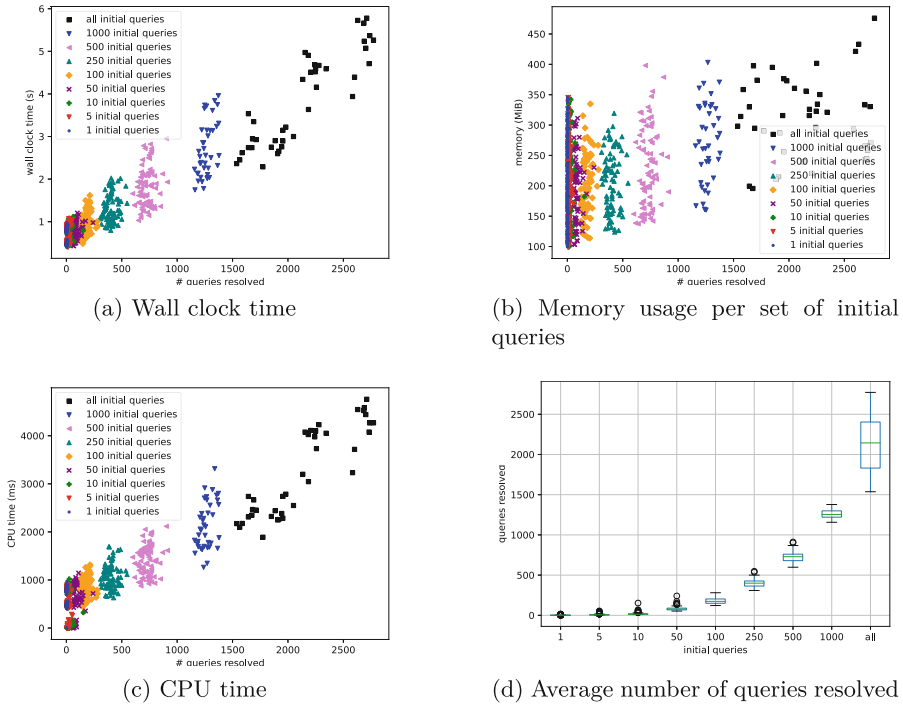 6
5
4
3
2
1
wall clock time (s)
all initial queries
1000 initial queries
500 initial queries
250 initial queries
100 initial queries
50 initial queries
10 initial queries
5 initial queries
1 initial queries
0 500 1000 1500 2000 2500
# queries resolved
(a) Wall clock time
450
400
350
300
250
200
150
100
memory (MiB)
all initial queries
1000 initial queries
500 initial queries
250 initial queries
100 initial queries
50 initial queries
10 initial queries
5 initial queries
1 initial queries
0 500 1000 1500 2000 2500
# queries resolved
(b) Memory usage per set of initial
queries
4000
3000
2000
1000
0
CPU time (ms)
all initial queries
1000 initial queries
500 initial queries
250 initial queries
100 initial queries
50 initial queries
10 initial queries
5 initial queries
1 initial queries
0 500 1000 1500 2000 2500
# queries resolved
(c) CPU time
2500
2000
1500
1000
500
0
queries resolved
1 5 10 50 100 250 500 1000 all
initial queries
(d) Average number of queries resolved